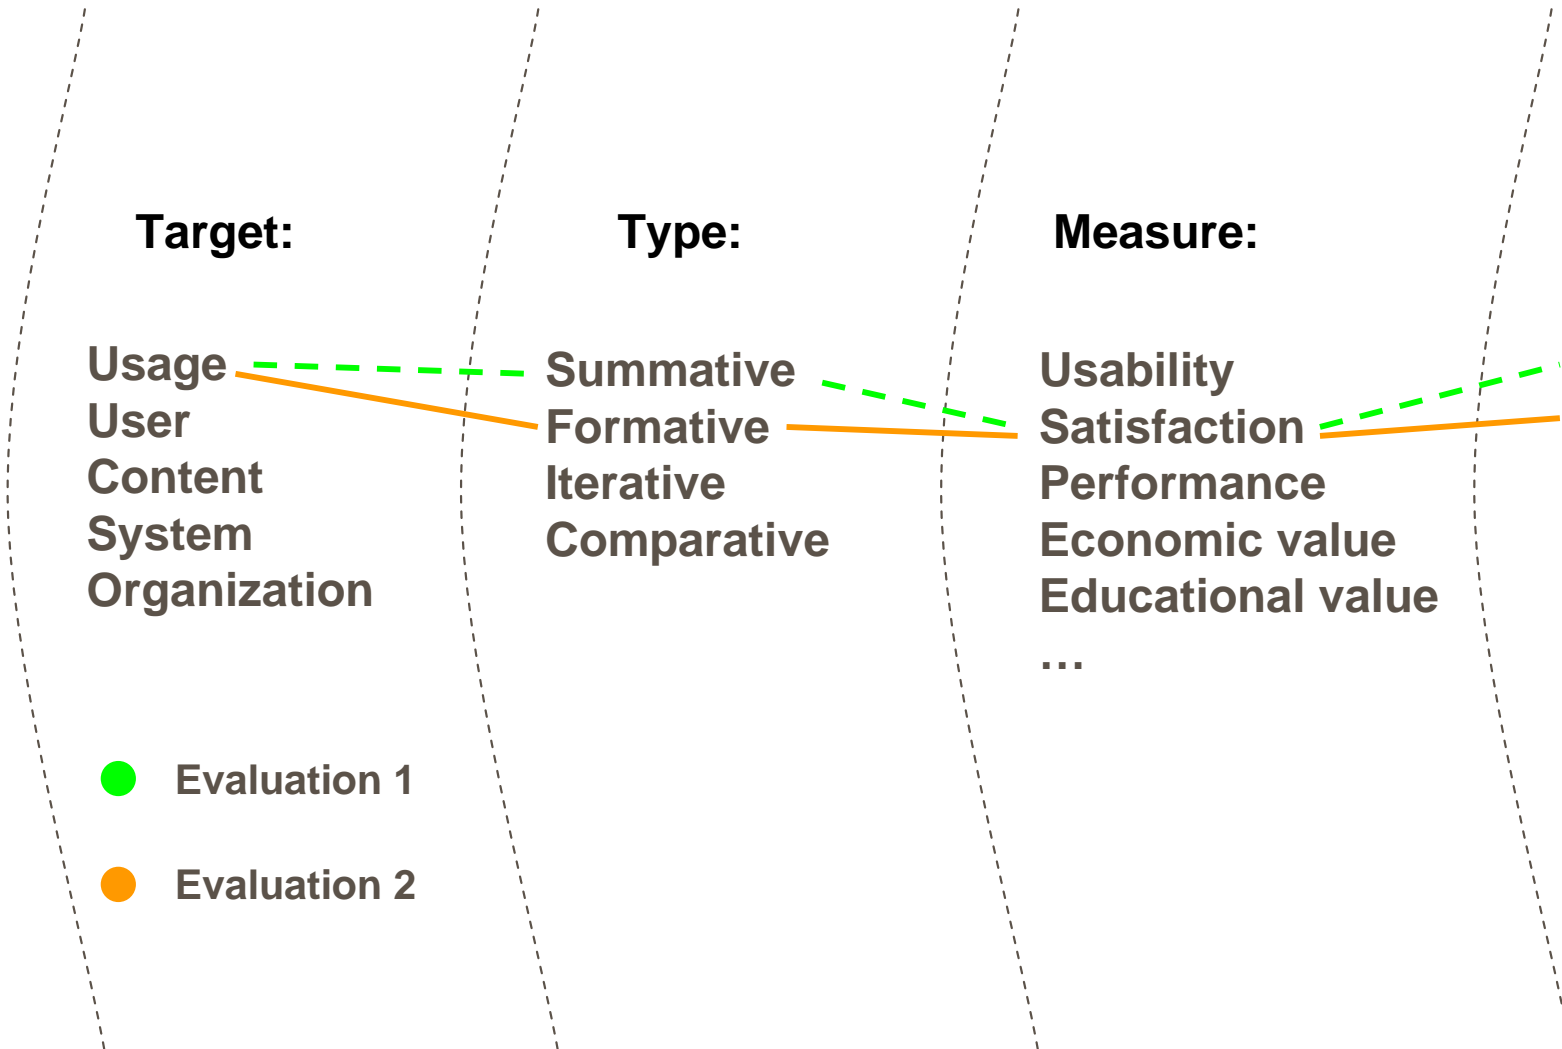 Target:
Usage
User
Content
System
Organization
Type:
Summative
Formative
Iterative
Comparative
Measure:
Usability
Satisfaction
Performance
Economic value
Educational value
…
Evaluation 1
Evaluation 2